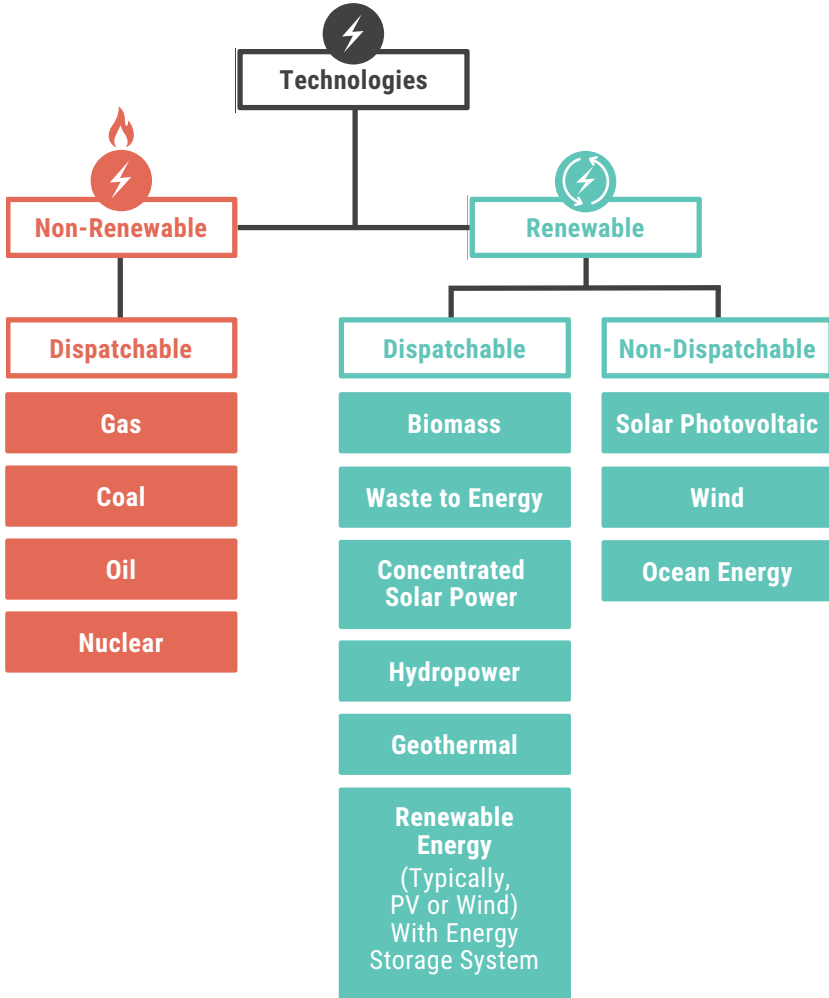 Technologies
Non-Renewable
Renewable
Dispatchable
Gas
Coal
Oil
Nuclear
Dispatchable
Biomass
Waste to Energy
Concentrated
Solar Power
Hydropower
Geothermal
Renewable
Energy
(Typically,
PV or Wind)
With Energy
Storage System
Non-Dispatchable
Solar Photovoltaic
Wind
Ocean Energy